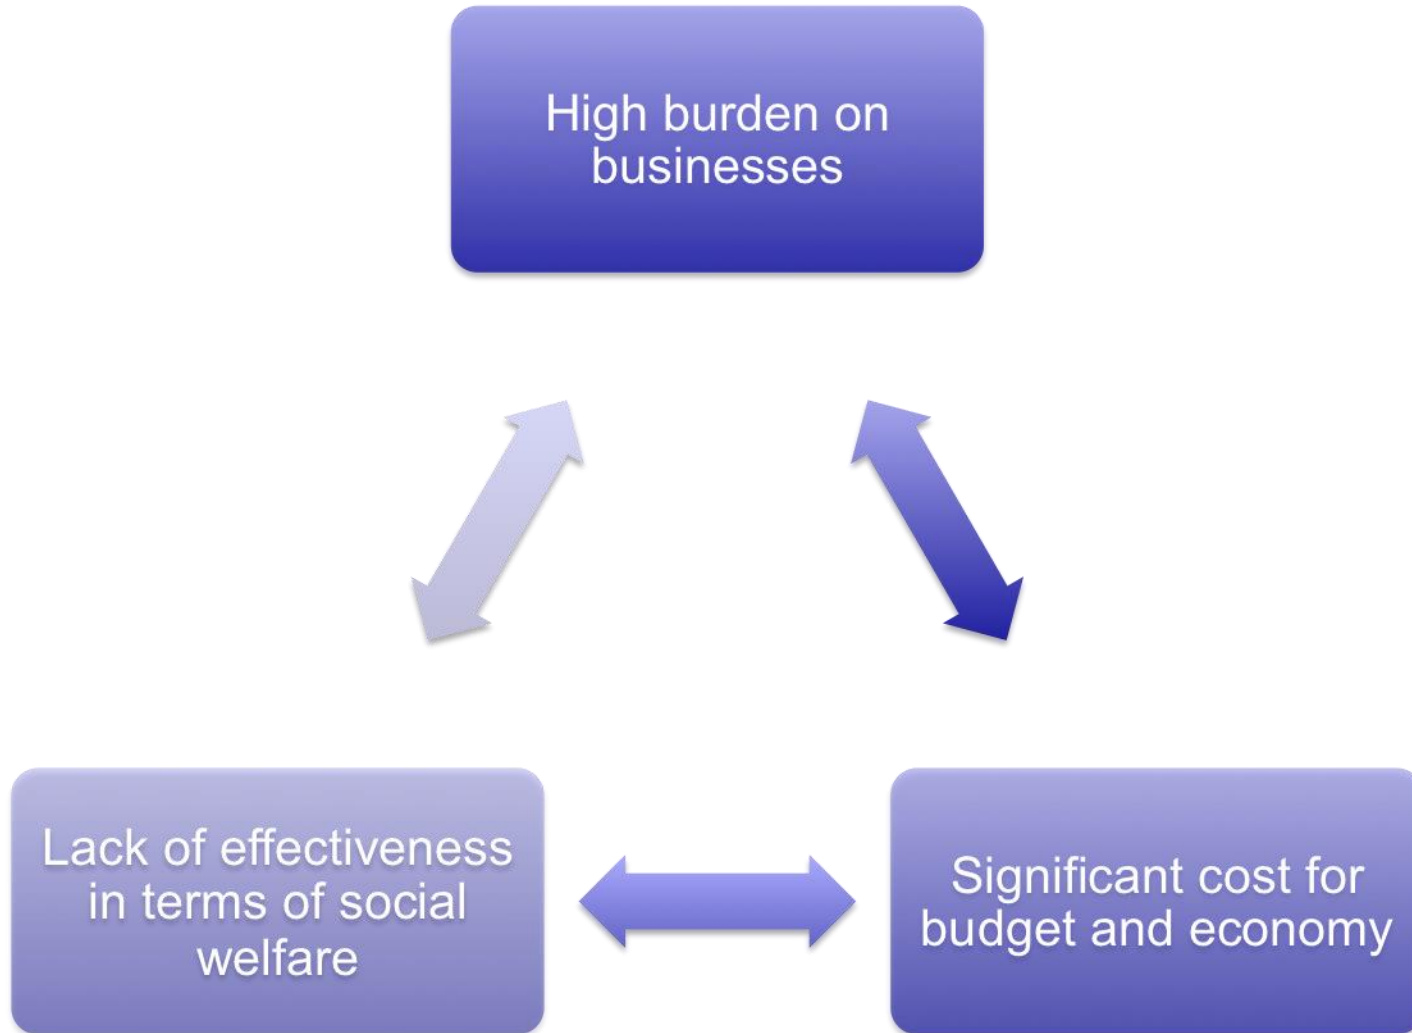 High burden on
businesses
Lack of effectiveness
in terms of social
welfare
Significant cost for
budget and economy